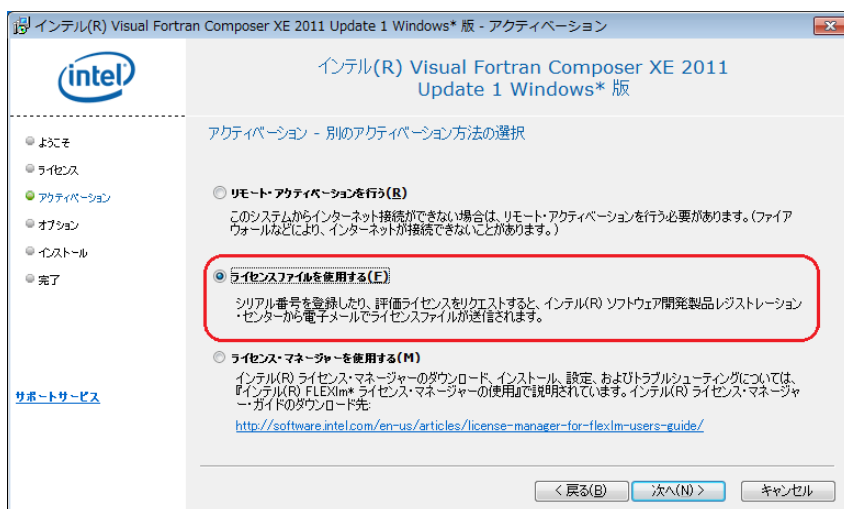 インテル(R) Visual Fortran Composer XE 2011 Update 1 Windows* 版 - アクティベーション
intel
インテル(R) Visual Fortran Composer XE 2011
Update 1 Windows* 版
ようこそ
ライセンス
アクティベーション
オプション
インストール
完了
サポートサービス
アクティベーション - 別のアクティベーション方法の選択
リモート・アクティベーションを行う(R)
このシステムからインターネット接続ができない場合は、リモート・アクティベーションを行う必要があります。(ファイア
ウォールなどにより、インターネットが接続できないことがあります。)
ライセンスファイルを使用する(F)
シリアル番号を登録したり、評価ライセンスをリクエストすると、インテル(R) ソフトウェア開発製品レジストレーション
・センターから電子メールでライセンスファイルが送信されます。
ライセンス・マネージャーを使用する(M)
インテル(R) ライセンス・マネージャーのダウンロード、インストール、設定、およびトラブルシューティングについては、
『インテル(R) FLEXlm* ライセンス・マネージャーの使用』で説明されています。インテル(R) ライセンス・マネージャ
ー・ガイドのダウンロード先:
http://software.intel.com/en-us/articles/license-manager-for-flexlm-users-guide/
< 戻る(B)
次へ(N) >
キャンセル